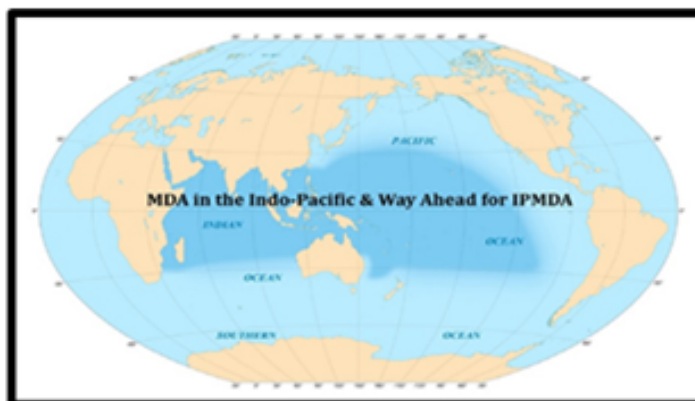 PACIFIC
MDA in the Indo-Pacific & Way Ahead for IPMDA
INDIAN
OCEAN
OCEAN
SOUTHERN
OCEAN